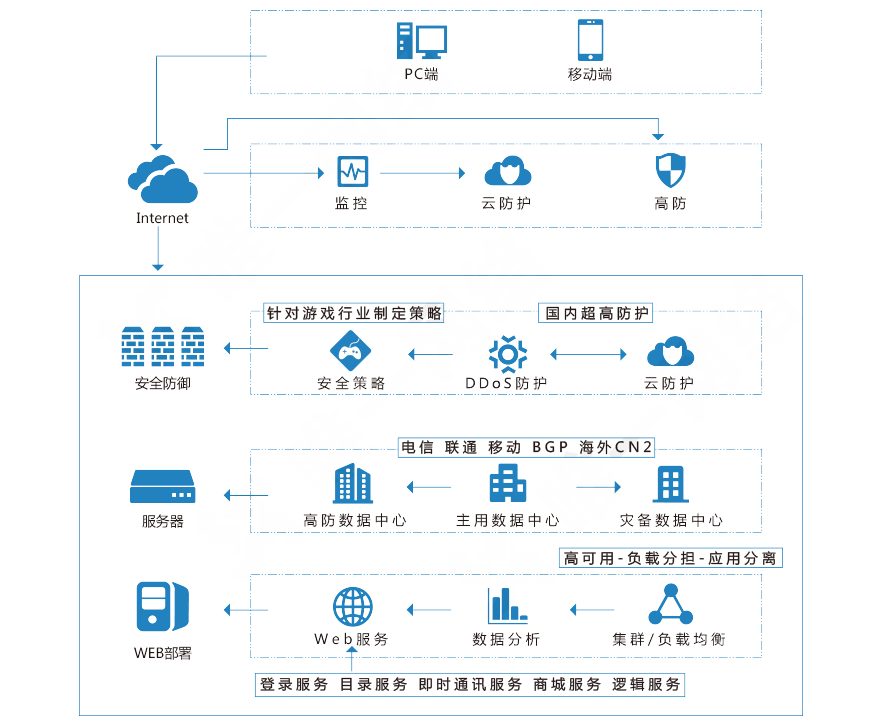 PC端 移动端
Internet
监控 云防护 高防
针对游戏行业制定策略 国内超高防护
安全防御 安全策略 DDoS防护 云防护
电信 联通 移动 BGP 海外CN2
服务器 高防数据中心 主用数据中心 灾备数据中心
高可用-负载分担-应用分离
WEB部署 Web服务 数据分析 集群/负载均衡
登录服务 目录服务 即时通讯服务 商城服务 逻辑服务